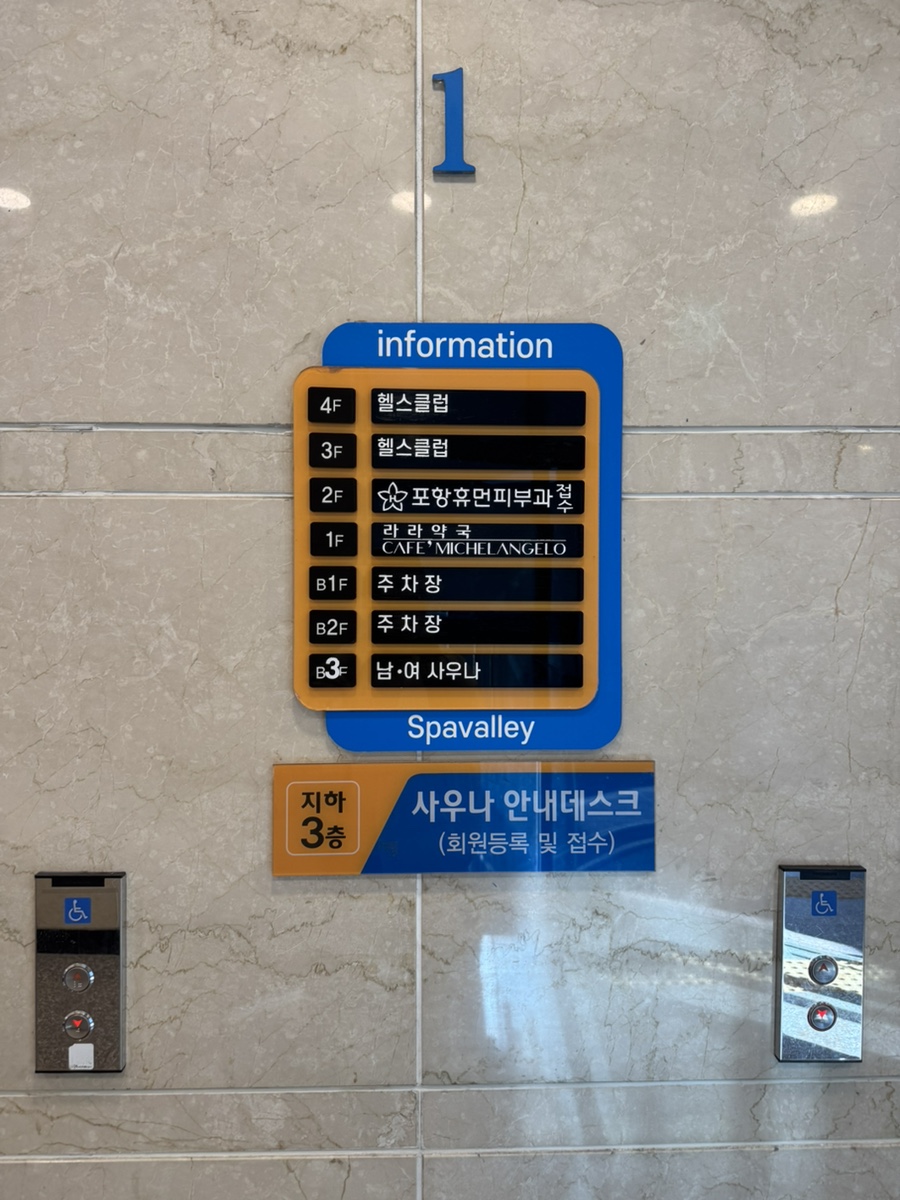 1
information
4F 헬스클럽
3F 헬스클럽
2F 포항휴먼피부과 접수
1F 라라약국
CAFE'MICHELANGELO
B1F 주차장
B2F 주차장
B3F 남·여 사우나
Spavalley
지하
3층
사우나 안내데스크
(회원등록 및 접수)